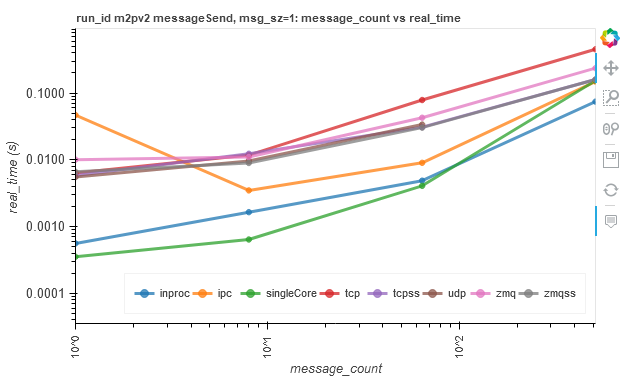 run_id m2pv2 messageSend, msg_sz=1: message_count vs real_time
real_time (s)
0.1000
0.0100
0.0010
0.0001
inproc ipc singleCore tcp tcpss udp zmq zmqss
10^0 10^1 10^2
message_count